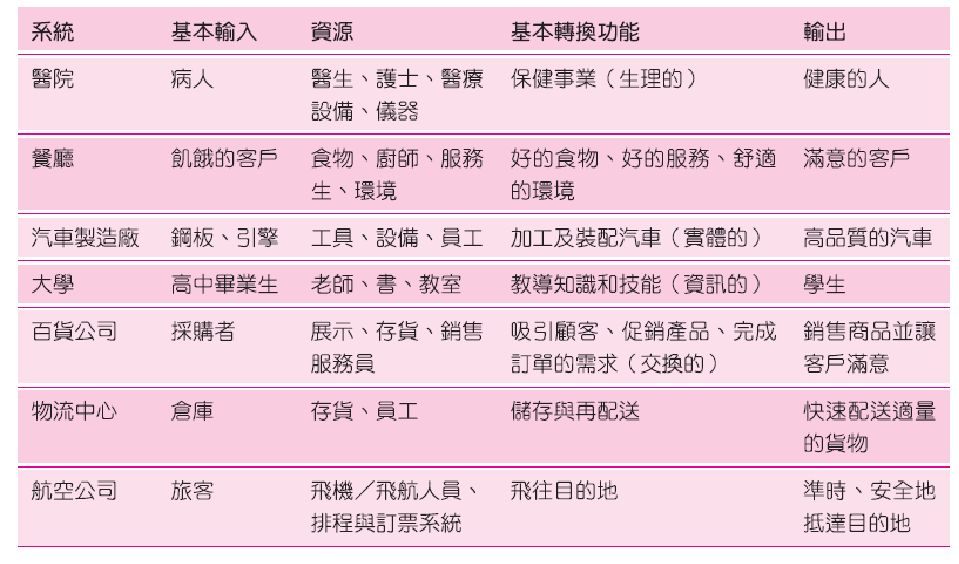 系統 基本輸入 資源 基本轉換功能 輸出
醫院 病人 醫生、護士、醫療 保健事業（生理的） 健康的人
設備、儀器
餐廳 飢餓的客戶 食物、廚師、服務 好的食物、好的服務、舒適 滿意的客戶
生、環境 的環境
汽車製造廠 鋼板、引擎 工具、設備、員工 加工及裝配汽車（實體的） 高品質的汽車
大學 高中畢業生 老師、書、教室 教導知識和技能（資訊的） 學生
百貨公司 採購者 展示、存貨、銷售 吸引顧客、促銷產品、完成 銷售商品並讓
服務員 訂單的需求（交換的） 客戶滿意
物流中心 倉庫 存貨、員工 儲存與再配送 快速配送適量
的貨物
航空公司 旅客 飛機／飛航人員、 飛往目的地 準時、安全地
排程與訂票系統 抵達目的地